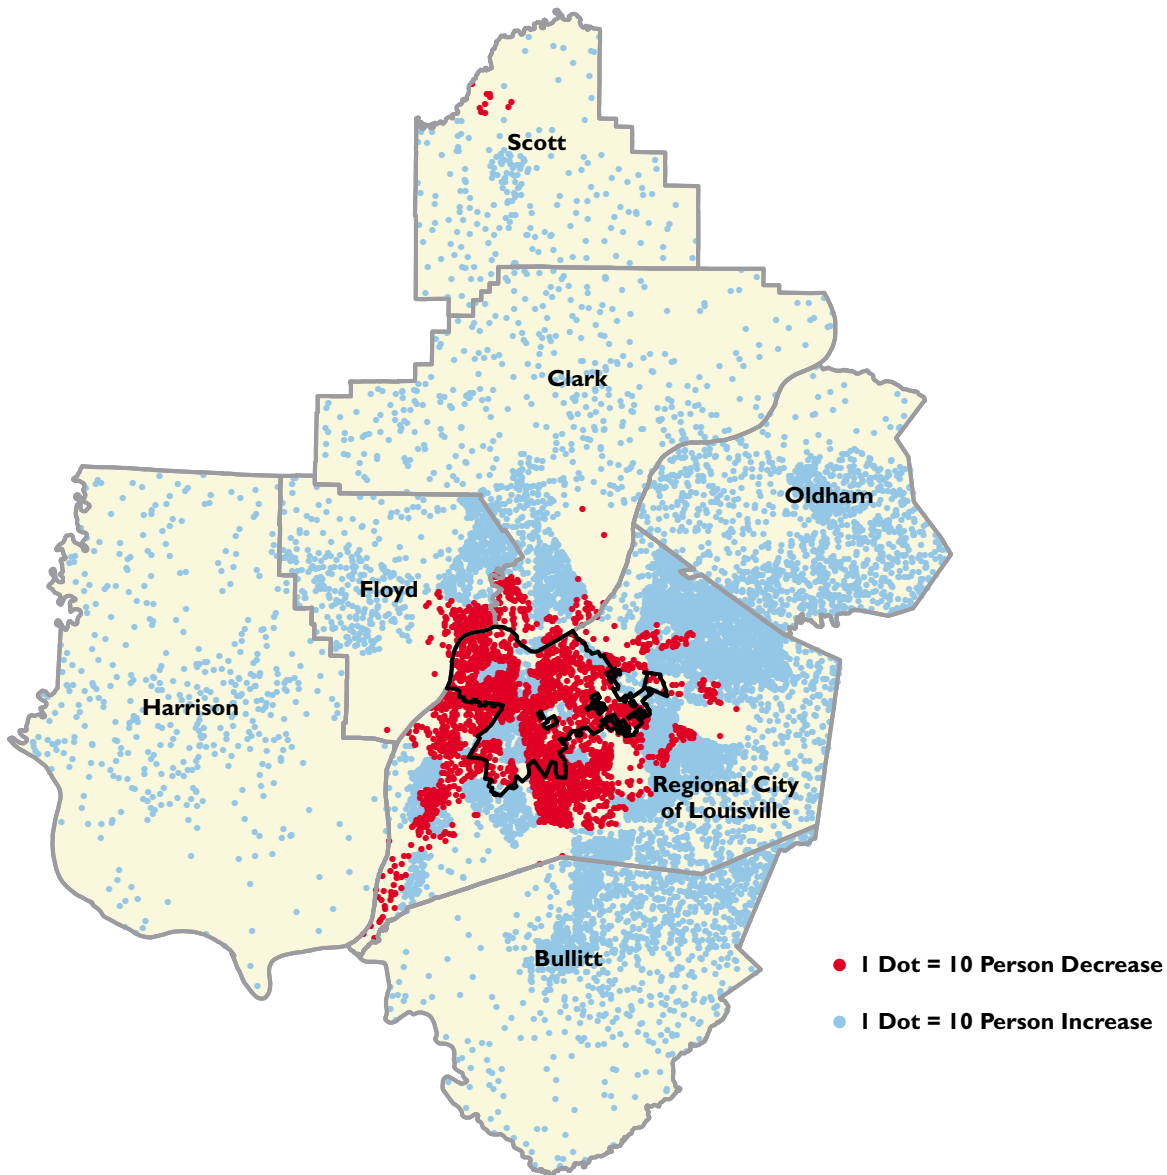 Scott
Clark
Oldham
Floyd
Harrison
Regional City
of Louisville
Bullitt
1 Dot = 10 Person Decrease
1 Dot = 10 Person Increase